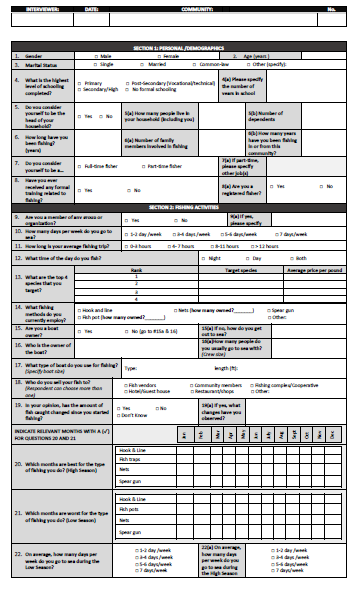 INTERVIEWER: DATE: COMMUNITY: No.
SECTION 1: PERSONAL/DEMOGRAPHICS
1. Gender □ Male □ Female 2. Age (years)
3. Marital Status □ Single □ Married □ Common-law □ Other (specify):
4. What is the highest level of schooling completed? □ Primary □ Post-Secondary (Vocational/technical) □ Secondary/High □ No formal schooling 4(a) Please specify the number of years in school
5. Do you consider yourself to be the head of your household? □ Yes □ No 5(a) How many people live in your household (including you) 5(b) Number of dependents
6. How long have you been fishing? (years) 6(a) Number of family members involved in fishing 6(b) How many years have you been fishing in or from this community?
7. Do you consider yourself to be a... □ Full-time fisher □ Part-time fisher 7(a) If part-time, please specify other job(s)
8. Have you ever received any formal training related to fishing? □ Yes □ No 8(a) Are you a registered fisher? □ Yes □ No
SECTION 2: FISHING ACTIVITIES
9. Are you a member of any group or organization? □ Yes □ No 9(a) If yes, please specify
10. How many days per week do you go to sea? □ 1-2 day /week □ 3-4 days /week □ 5-6 days/week □ 7 days/week
11. How long is your average fishing trip? □ 0-3 hours □ 4-7 hours □ 8-11 hours □ >12 hours
12. What time of the day do you fish? □ Night □ Day □ Both
13. What are the top 4 species that you target? Rank Target species Average price per pound
1
2
3
4
14. What fishing methods do you currently employ? □ Hook and line □ Nets (how many owned?______) □ Spear gun □ Fish pot (how many owned?______) □ Other:
15. Are you a boat owner? □ Yes □ No (go to #15a & 16) 15(a) If no, how do you get out to sea?
16. Who is the owner of the boat? 16(a) How many people do you usually go to sea with? (Crew size)
17. What type of boat do you use for fishing? (Specify boat size) Type: length (ft):
18. Who do you sell your fish to? (Respondent can choose more than one) □ Fish vendors □ Community members □ Fishing complex/Cooperative □ Hotel/Guest house □ Restaurant/shops □ Other:
19. In your opinion, has the amount of fish caught changed since you started fishing? □ Yes □ No □ Don't Know 19(a) If yes, what changes have you observed?
INDICATE RELEVANT MONTHS WITH A (√) FOR QUESTIONS 20 AND 21 Jan Feb Mar Apr May Jun July Aug Sept Oct Nov Dec
20. Which months are best for the type of fishing you do? (High Season)
Hook & Line
Fish traps
Nets
Spear gun
21. Which months are worst for the type of fishing you do? (Low Season)
Hook & Line
Fish pots
Nets
Spear gun
22. On average, how many days per week do you go to sea during the Low Season? □ 1-2 day /week □ 3-4 days /week □ 5-6 days/week □ 7 days/week 22(a) On average, how many days per week do you go to sea during the High Season □ 1-2 day /week □ 3-4 days /week □ 5-6 days/week □ 7 days/week